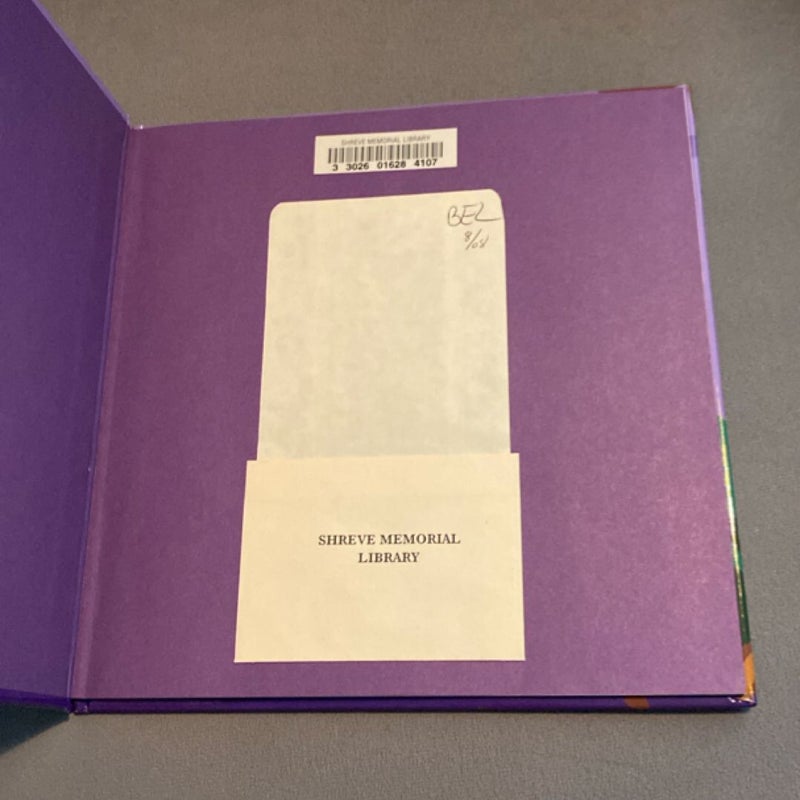 SHREVE MEMORIAL LIBRARY
3 3026 01628 4107
BEL
8/08
SHREVE MEMORIAL
LIBRARY